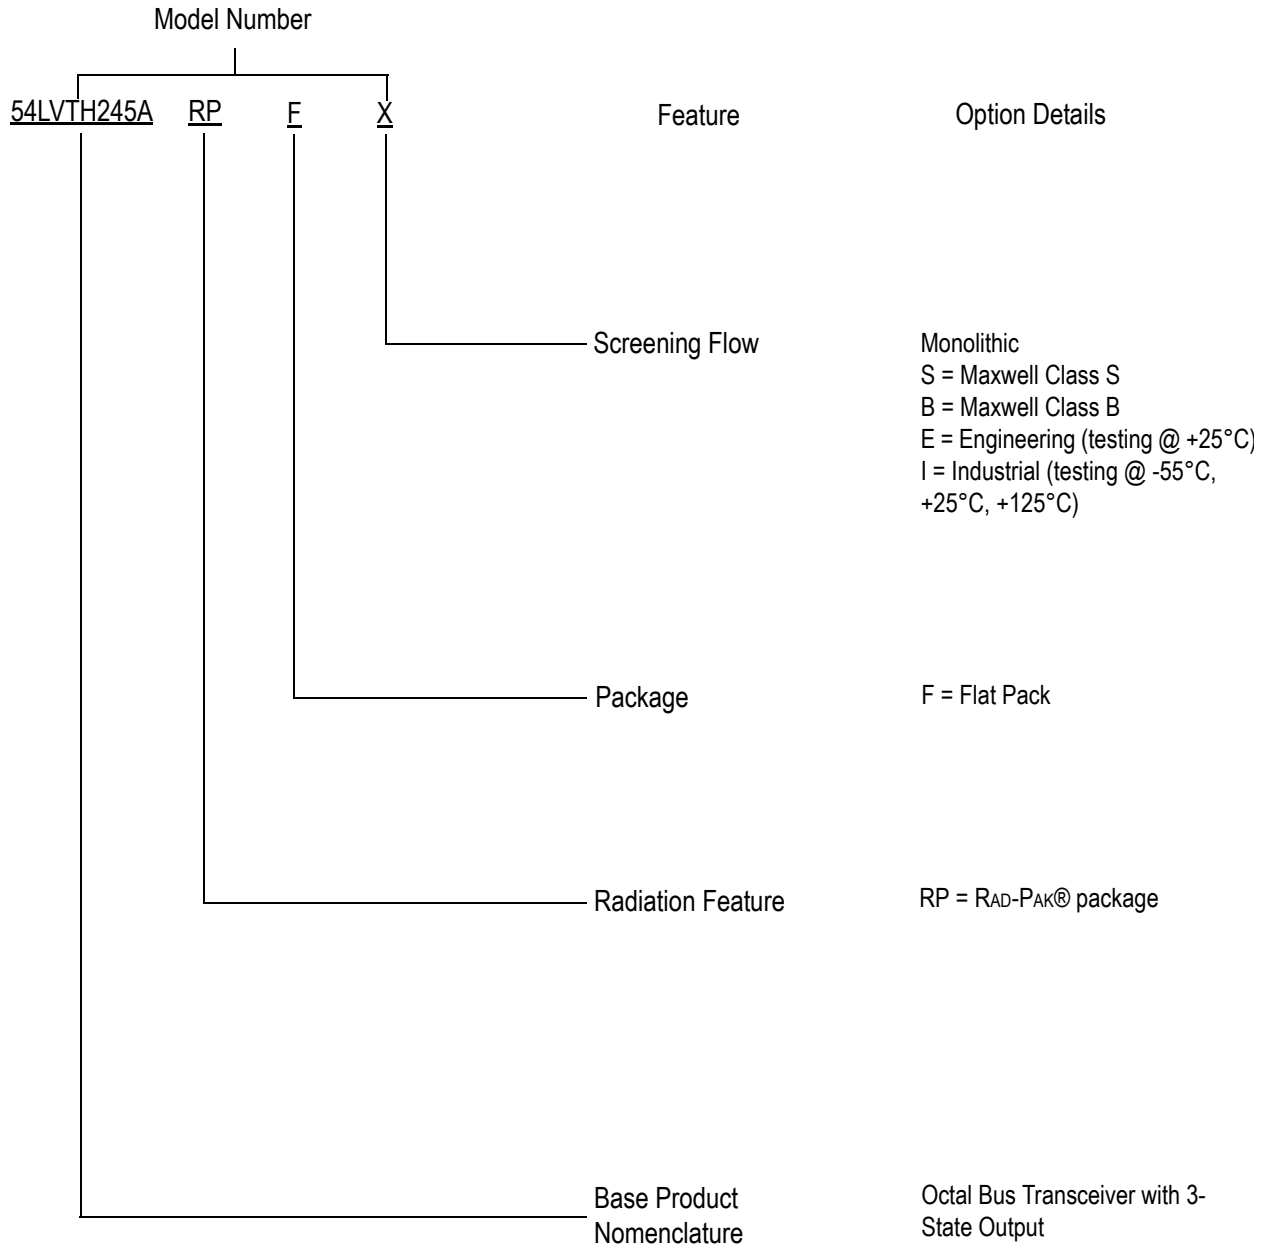 Model Number
54LVTH245A RP F X Feature Option Details
Screening Flow
Monolithic
S = Maxwell Class S
B = Maxwell Class B
E = Engineering (testing @ +25°C)
I = Industrial (testing @ -55°C,
+25°C, +125°C)
Package
F = Flat Pack
Radiation Feature
RP = RAD-PAK® package
Base Product
Nomenclature
Octal Bus Transceiver with 3-
State Output